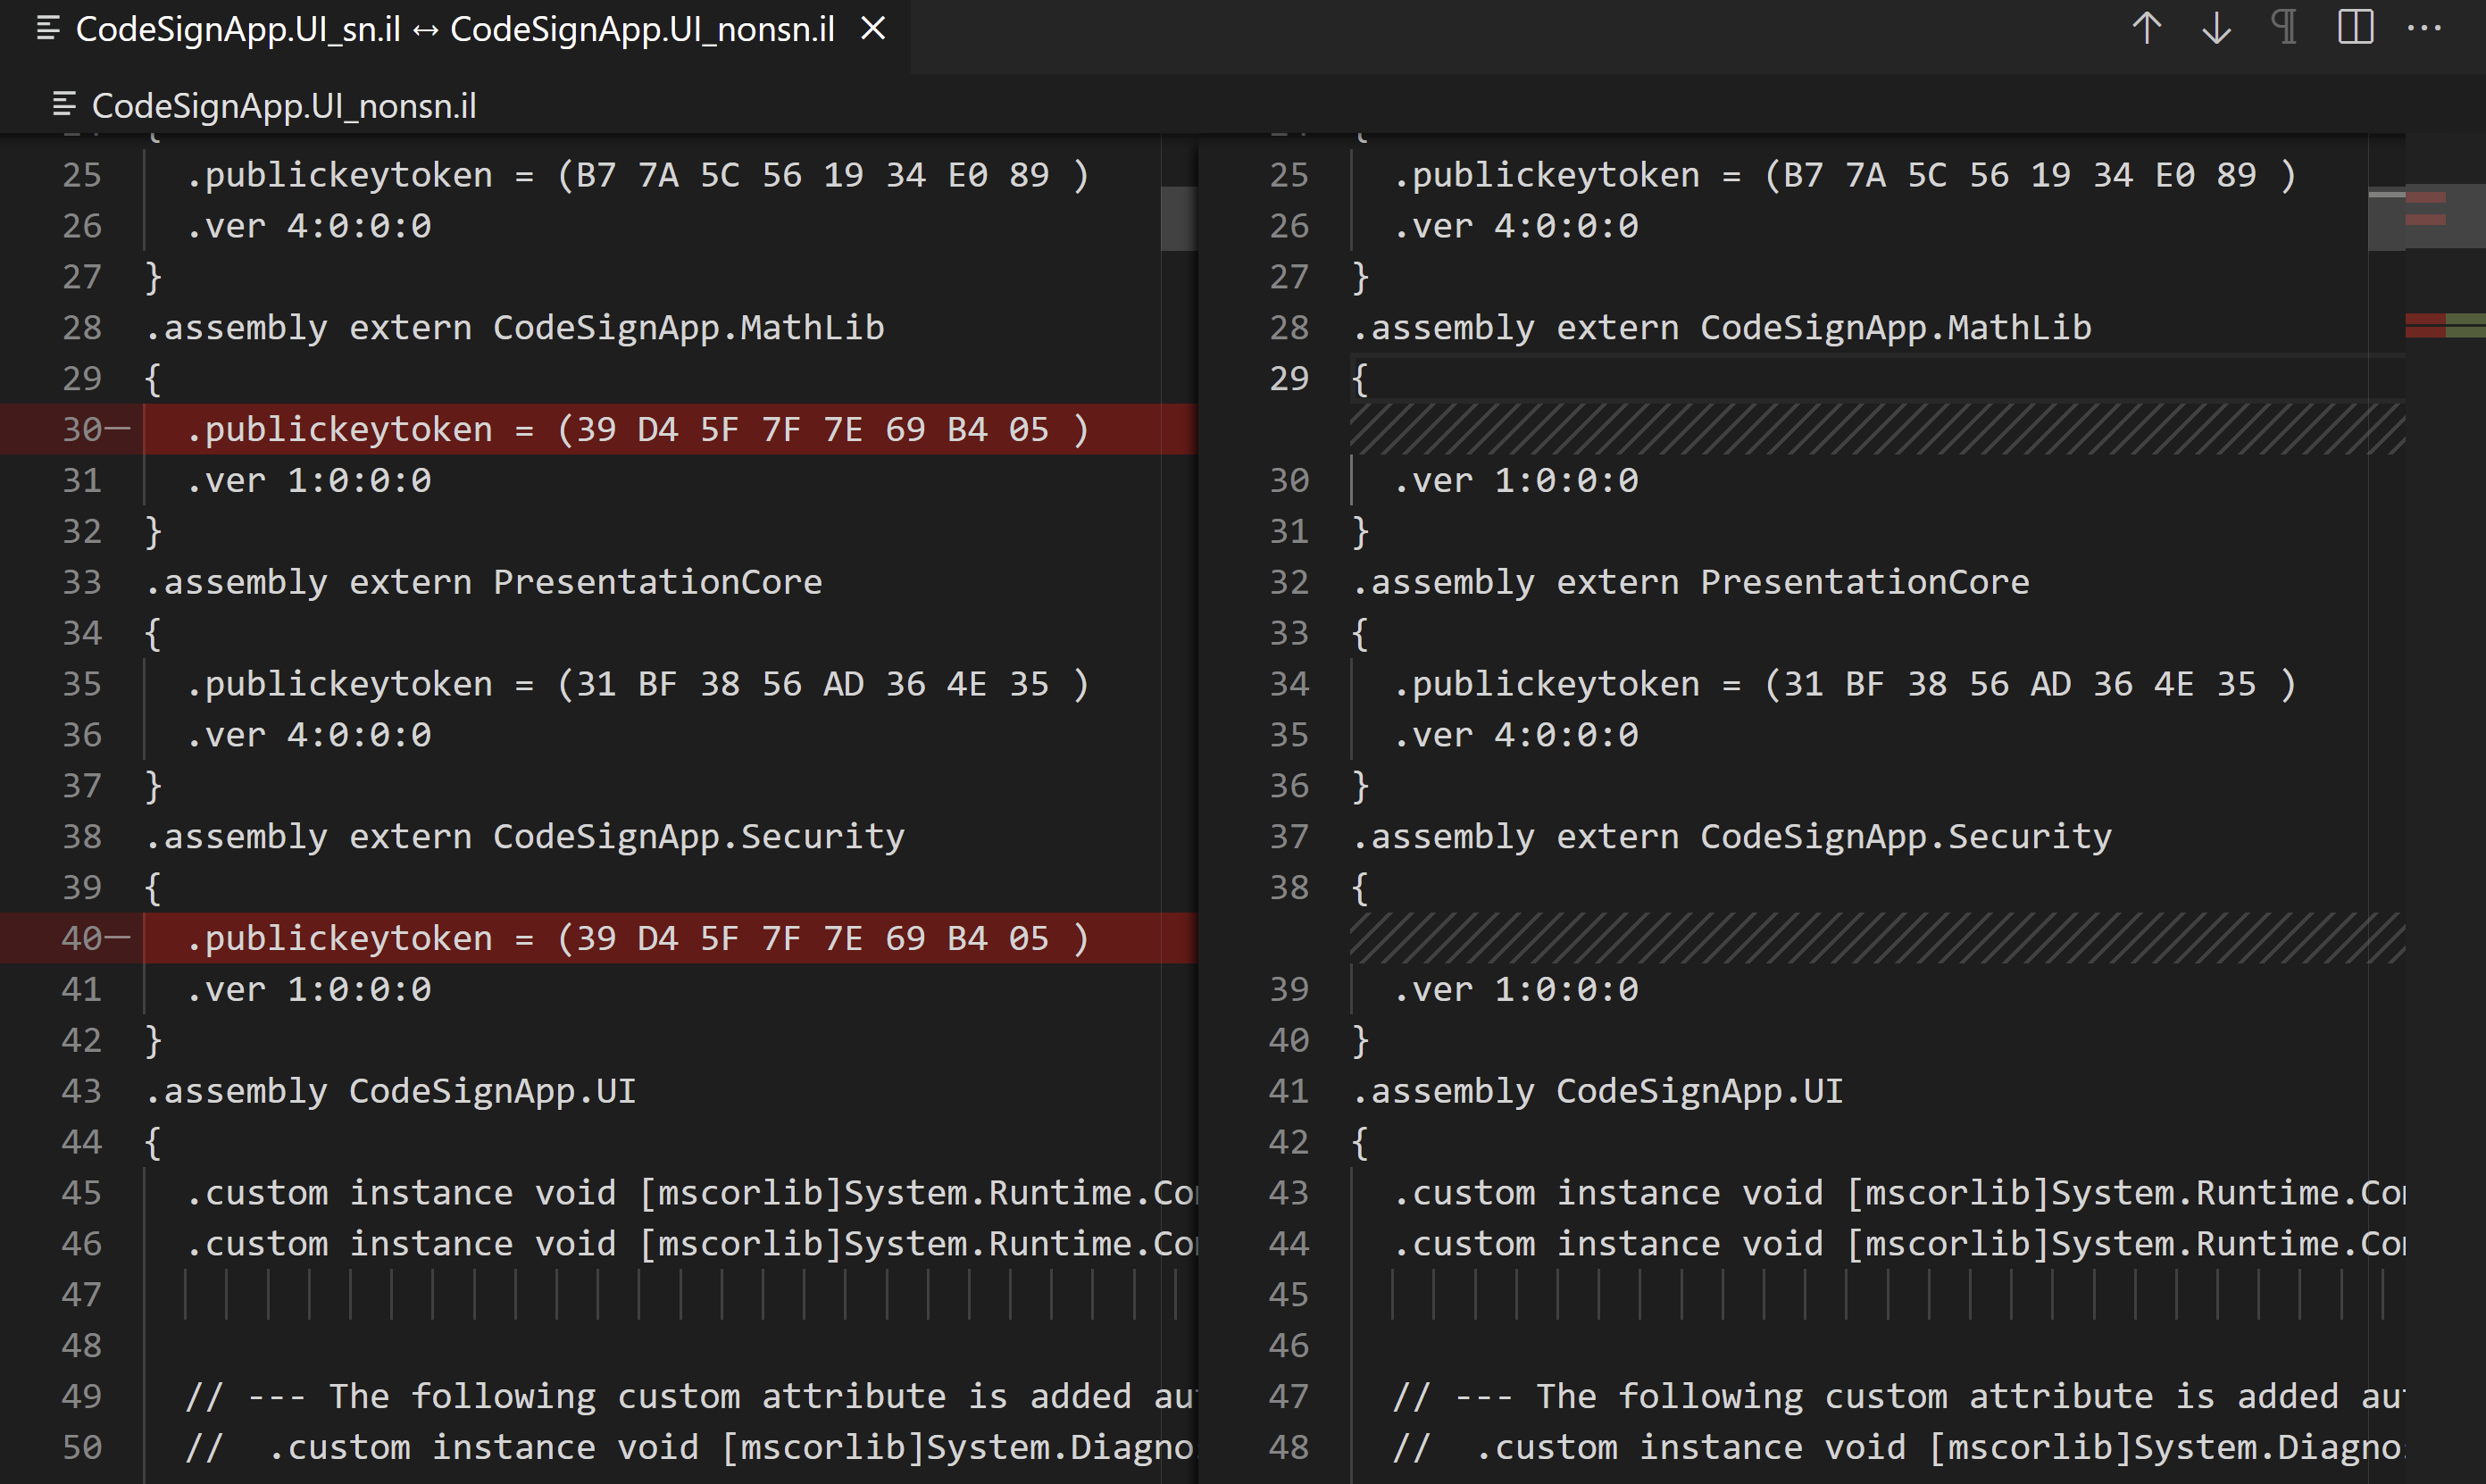 CodeSignApp.UI_sn.il ↔ CodeSignApp.UI_nonsn.il
CodeSignApp.UI_nonsn.il
25 .publickeytoken = (B7 7A 5C 56 19 34 E0 89 )
26 .ver 4:0:0:0
27 }
28 .assembly extern CodeSignApp.MathLib
29 {
30 .publickeytoken = (39 D4 5F 7F 7E 69 B4 05 )
31 .ver 1:0:0:0
32 }
33 .assembly extern PresentationCore
34 {
35 .publickeytoken = (31 BF 38 56 AD 36 4E 35 )
36 .ver 4:0:0:0
37 }
38 .assembly extern CodeSignApp.Security
39 {
40 .publickeytoken = (39 D4 5F 7F 7E 69 B4 05 )
41 .ver 1:0:0:0
42 }
43 .assembly CodeSignApp.UI
44 {
45 .custom instance void [mscorlib]System.Runtime.Co
46 .custom instance void [mscorlib]System.Runtime.Co
47
48
49 // --- The following custom attribute is added au
50 //  .custom instance void [mscorlib]System.Diagno
25 .publickeytoken = (B7 7A 5C 56 19 34 E0 89 )
26 .ver 4:0:0:0
27 }
28 .assembly extern CodeSignApp.MathLib
29 {
30 .ver 1:0:0:0
31 }
32 .assembly extern PresentationCore
33 {
34 .publickeytoken = (31 BF 38 56 AD 36 4E 35 )
35 .ver 4:0:0:0
36 }
37 .assembly extern CodeSignApp.Security
38 {
39 .ver 1:0:0:0
40 }
41 .assembly CodeSignApp.UI
42 {
43 .custom instance void [mscorlib]System.Runtime.Co
44 .custom instance void [mscorlib]System.Runtime.Co
45
46
47 // --- The following custom attribute is added au
48 //  .custom instance void [mscorlib]System.Diagno